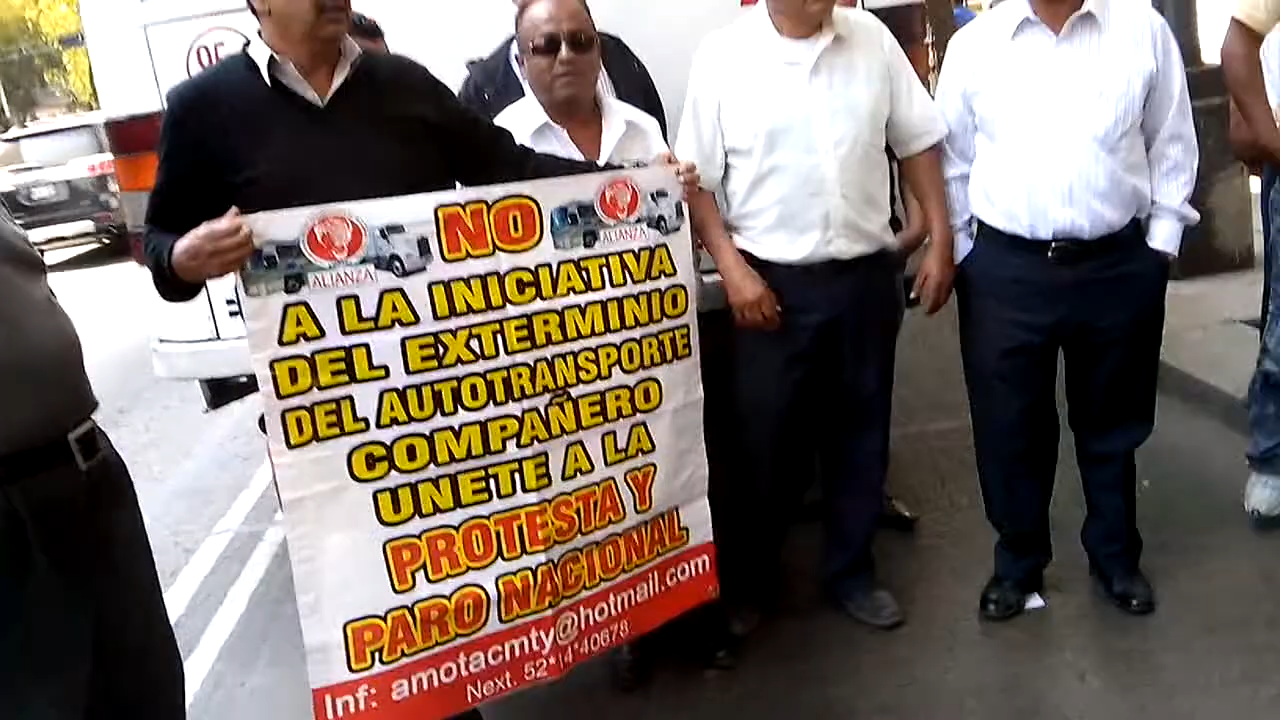 05
NO
ALIANZA
ALIANZA
A LA INICIATIVA
DEL EXTERMINIO
DEL AUTOTRANSPORTE
COMPAÑERO
UNETE A LA
PROTESTA Y
PARO NACIONAL
Inf: amotacmty@hotmail.com
Next. 52*14*40678